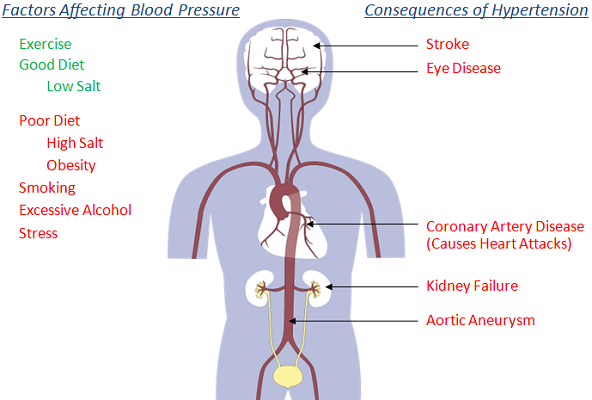 Factors Affecting Blood Pressure
Consequences of Hypertension
Exercise
Good Diet
Low Salt
Poor Diet
High Salt
Obesity
Smoking
Excessive Alcohol
Stress
Stroke
Eye Disease
Coronary Artery Disease
(Causes Heart Attacks)
Kidney Failure
Aortic Aneurysm